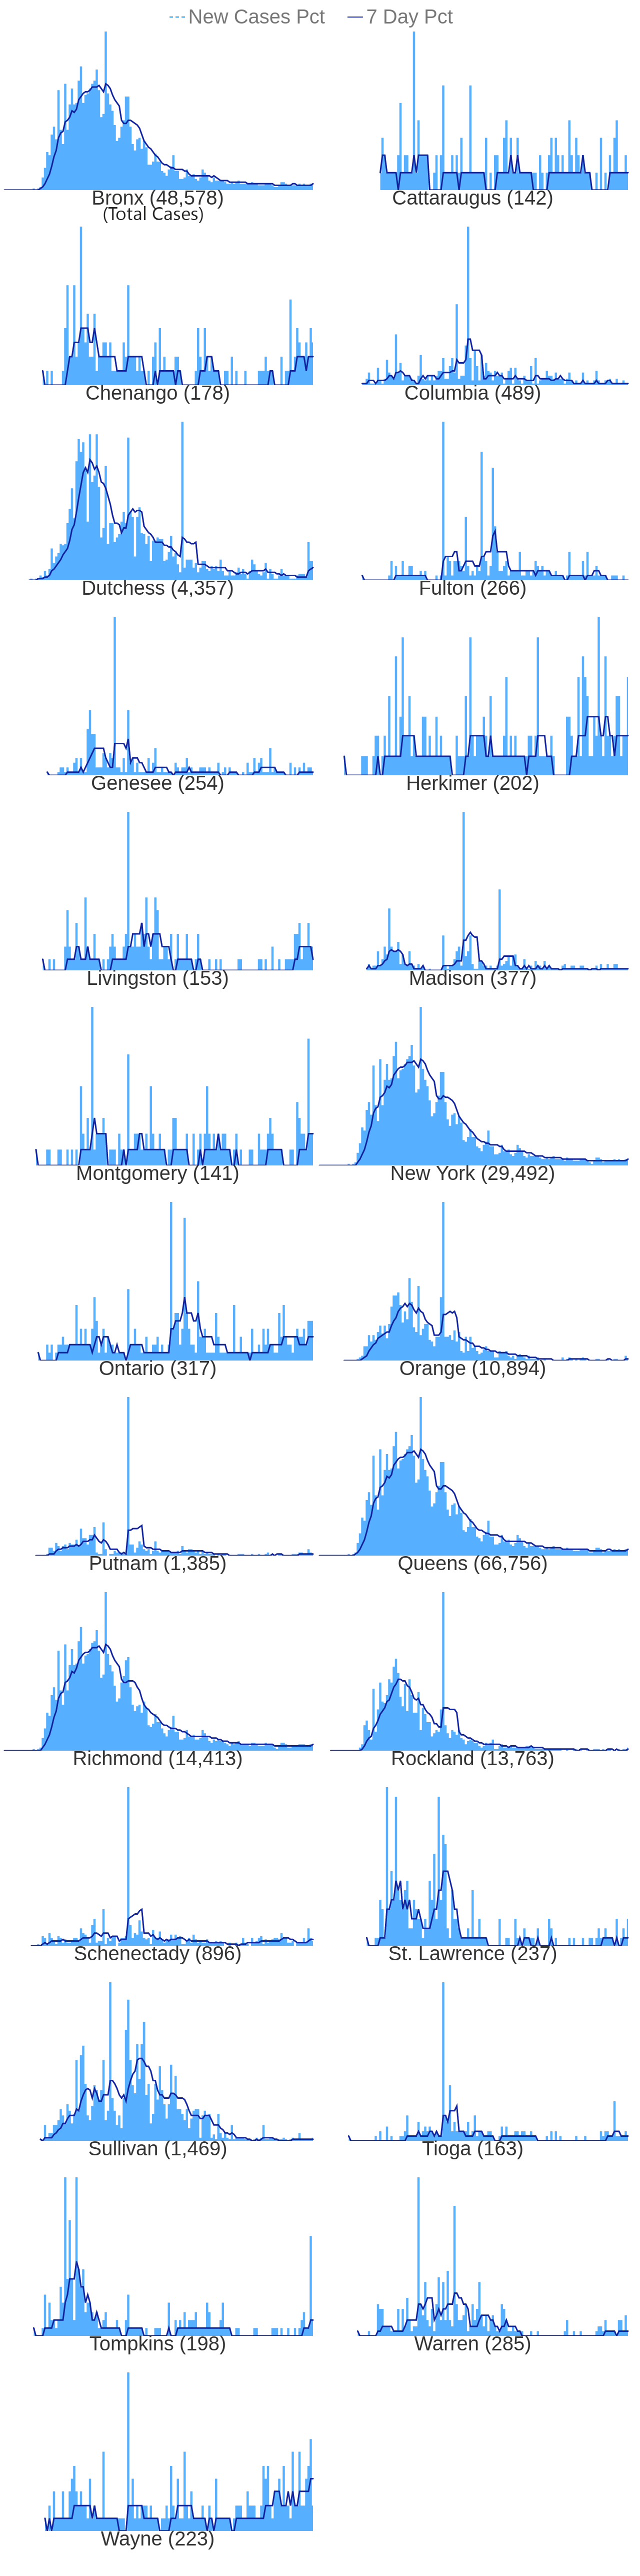 New Cases Pct 7 Day Pct
Bronx (48,578) Cattaraugus (142)
(Total Cases)
Chenango (178) Columbia (489)
Dutchess (4,357) Fulton (266)
Genesee (254) Herkimer (202)
Livingston (153) Madison (377)
Montgomery (141) New York (29,492)
Ontario (317) Orange (10,894)
Putnam (1,385) Queens (66,756)
Richmond (14,413) Rockland (13,763)
Schenectady (896) St. Lawrence (237)
Sullivan (1,469) Tioga (163)
Tompkins (198) Warren (285)
Wayne (223)